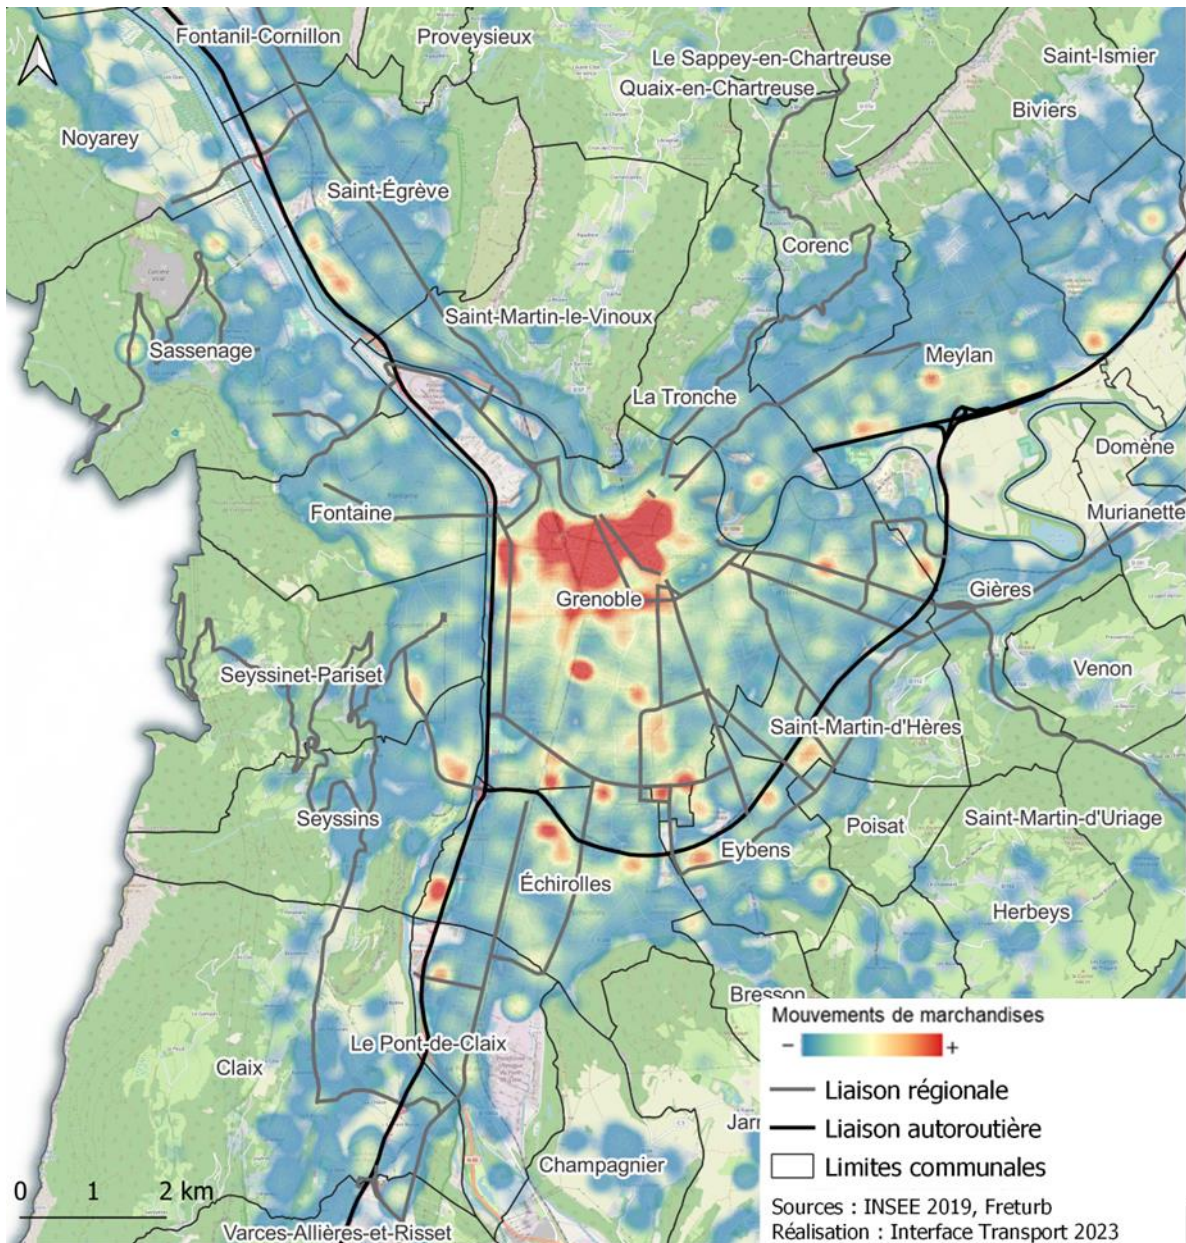 Fontanil-Cornillon
Proveysieux
Le Sappey-en-Chartreuse
Saint-Ismier
Quaix-en-Chartreuse
Biviers
Noyarey
Saint-Égrève
Corenc
Saint-Martin-le-Vinoux
Sassenage
Meylan
La Tronche
Domène
Fontaine
Murianette
Grenoble
Gières
Seyssinet-Pariset
Venon
Saint-Martin-d'Hères
Seyssins
Poisat
Saint-Martin-d'Uriage
Eybens
Échirolles
Herbeys
Bresson
Le Pont-de-Claix
Claix
Jarr
Champagnier
Varces-Allières-et-Risset
0 1 2 km
Mouvements de marchandises
− +
Liaison régionale
Liaison autoroutière
Limites communales
Sources : INSEE 2019, Freturb
Réalisation : Interface Transport 2023